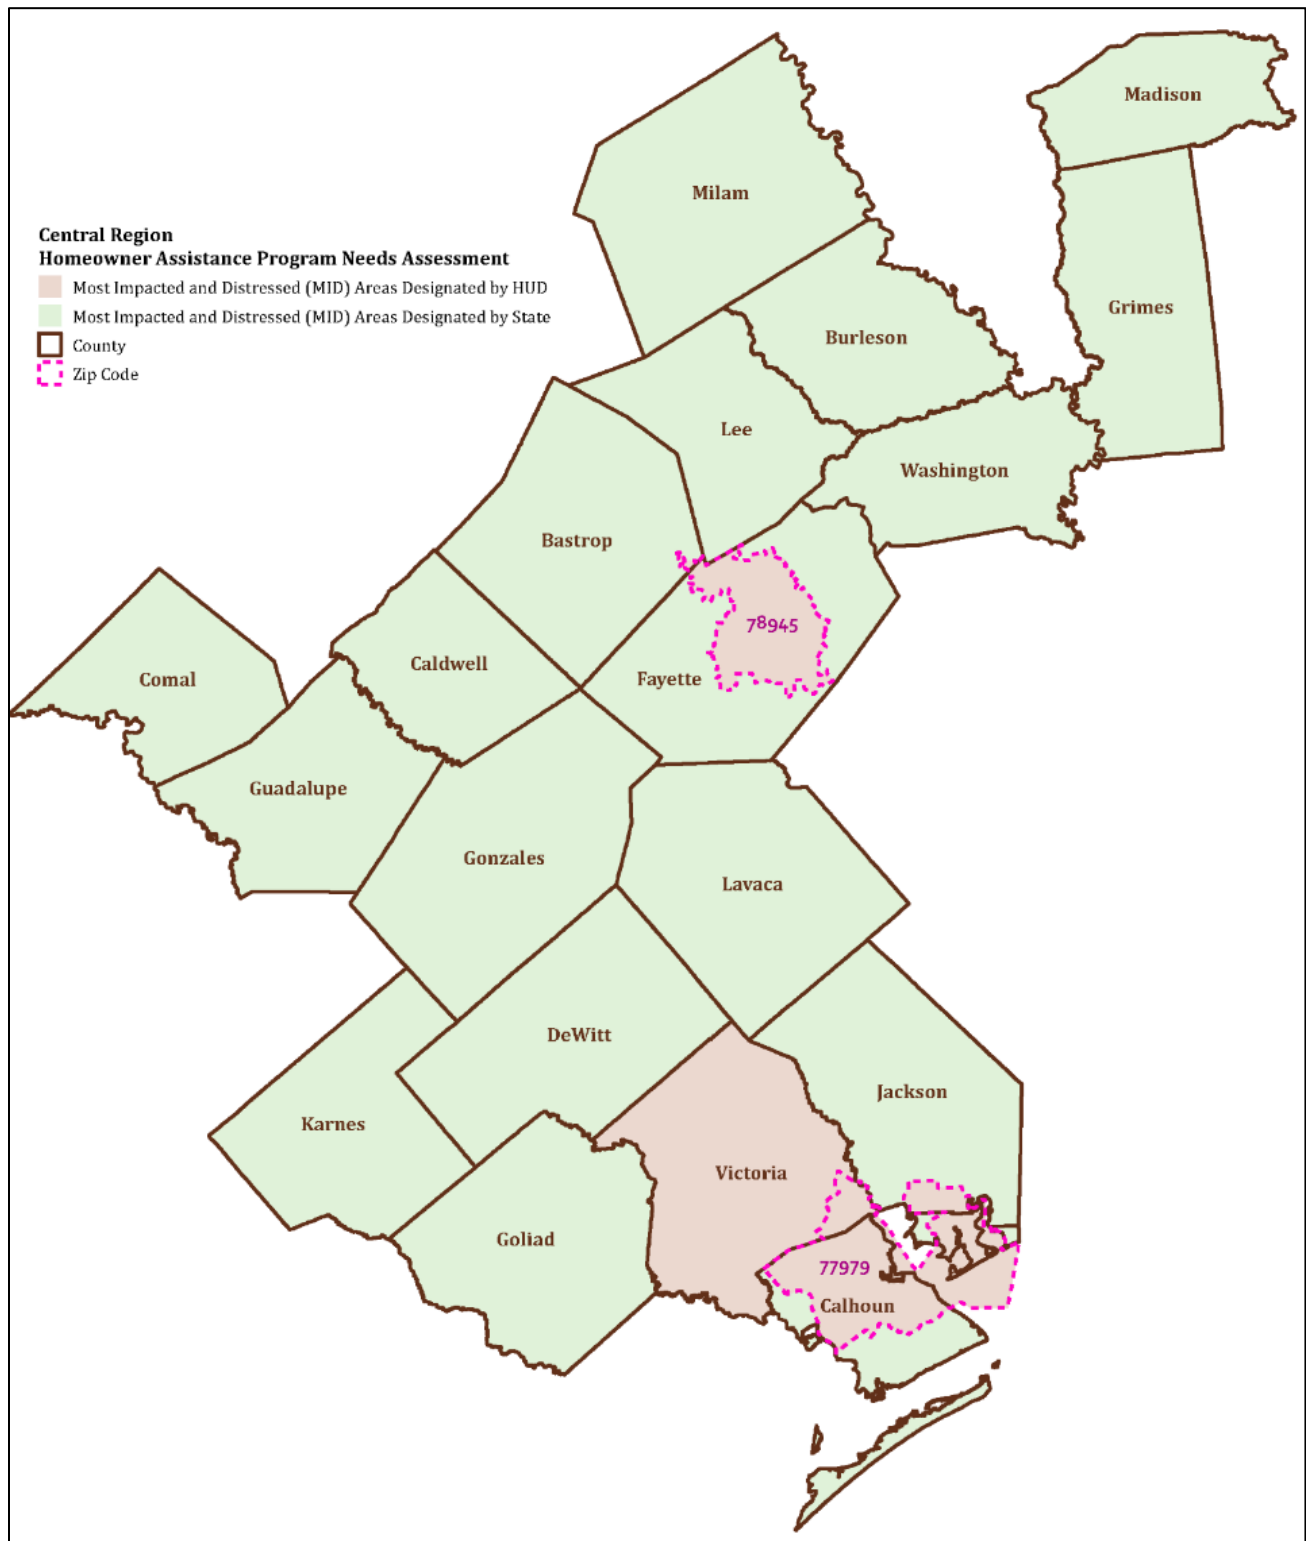 Madison
Milam
Central Region
Homeowner Assistance Program Needs Assessment
Most Impacted and Distressed (MID) Areas Designated by HUD
Most Impacted and Distressed (MID) Areas Designated by State
County
Zip Code
Grimes
Burleson
Lee
Washington
Bastrop
78945
Caldwell
Comal
Fayette
Guadalupe
Gonzales
Lavaca
DeWitt
Jackson
Karnes
Victoria
Goliad
77979
Calhoun